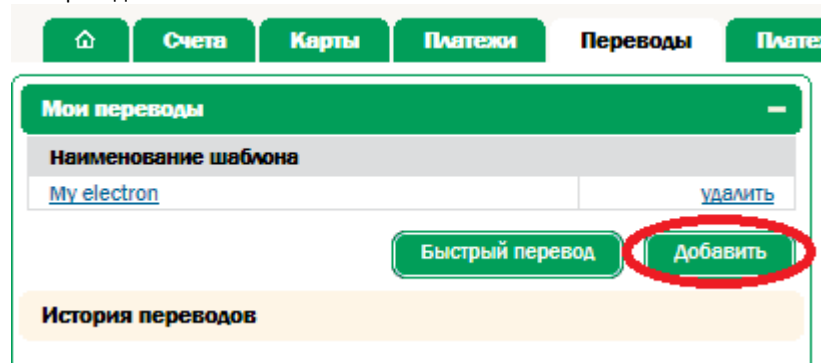 Счета Карты Платежи Переводы
Мои переводы
Наименование шаблона
My electron удалить
Быстрый перевод Добавить
История переводов